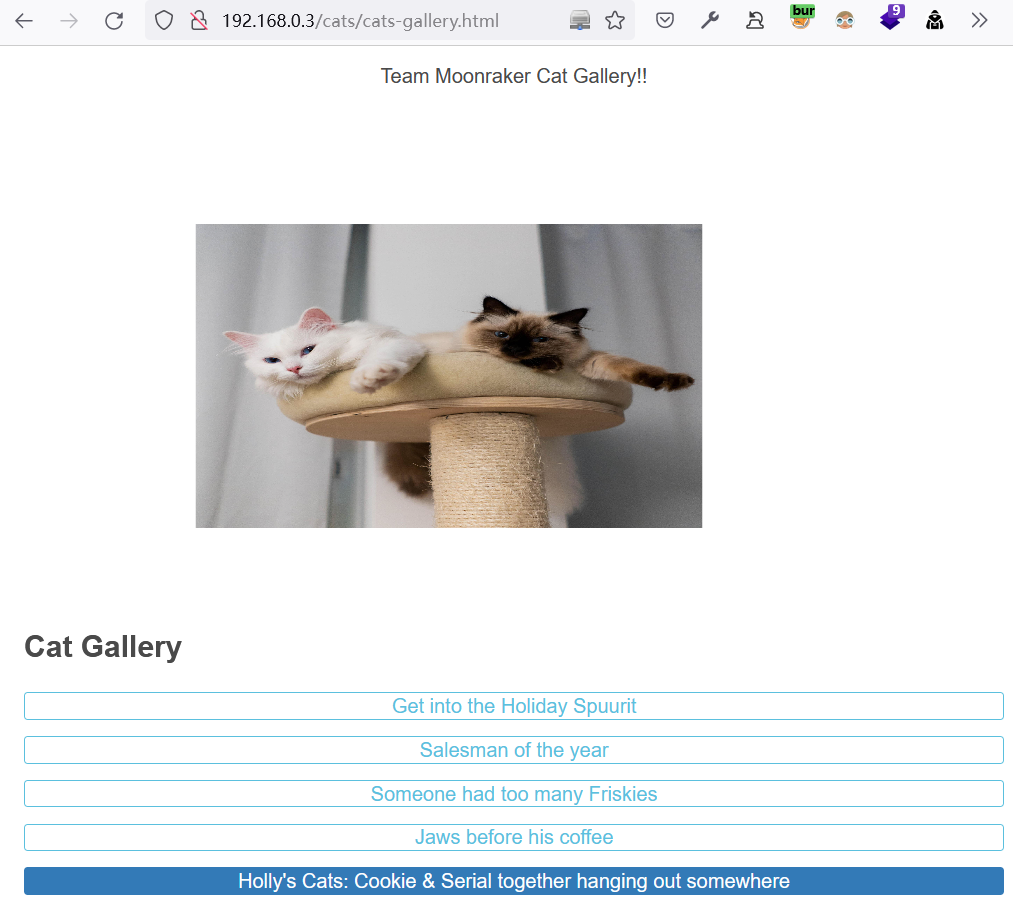 192.168.0.3/cats/cats-gallery.html
bur
9
Team Moonraker Cat Gallery!!
Cat Gallery
Get into the Holiday Spuurit
Salesman of the year
Someone had too many Friskies
Jaws before his coffee
Holly's Cats: Cookie & Serial together hanging out somewhere